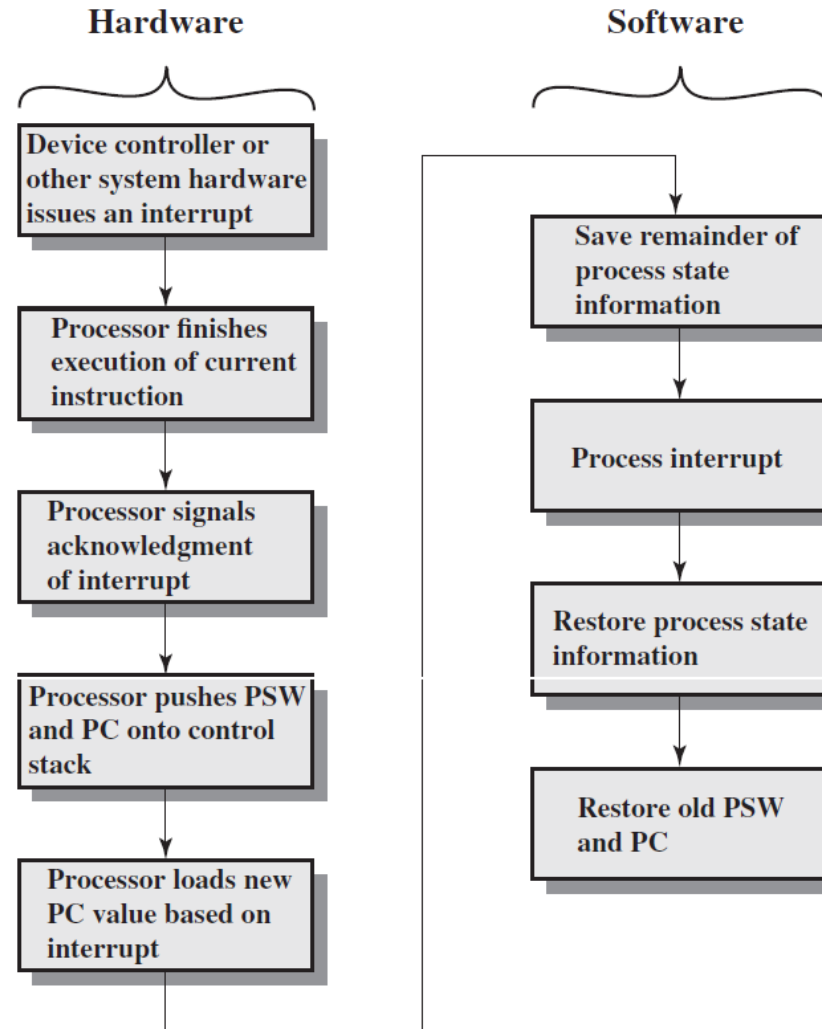 Hardware
Device controller or
other system hardware
issues an interrupt
Processor finishes
execution of current
instruction
Processor signals
acknowledgment
of interrupt
Processor pushes PSW
and PC onto control
stack
Processor loads new
PC value based on
interrupt
Software
Save remainder of
process state
information
Process interrupt
Restore process state
information
Restore old PSW
and PC